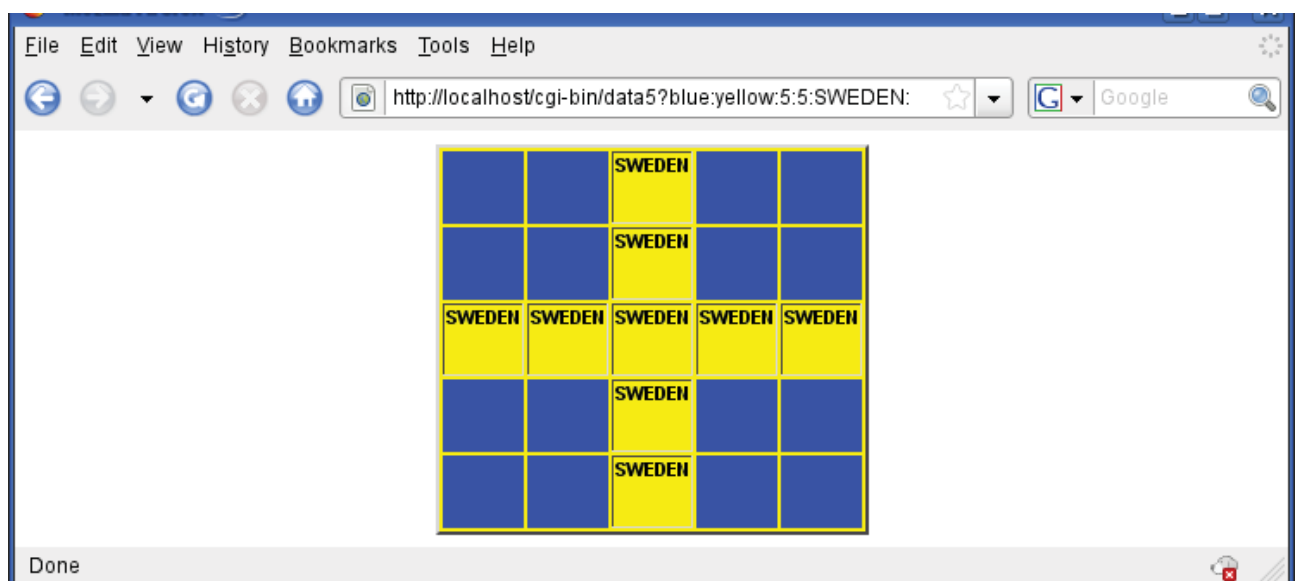 File Edit View History Bookmarks Tools Help
http://localhost/cgi-bin/data5?blue:yellow:5:5:SWEDEN: G Google
SWEDEN
SWEDEN
SWEDEN SWEDEN SWEDEN SWEDEN SWEDEN
SWEDEN
SWEDEN
Done